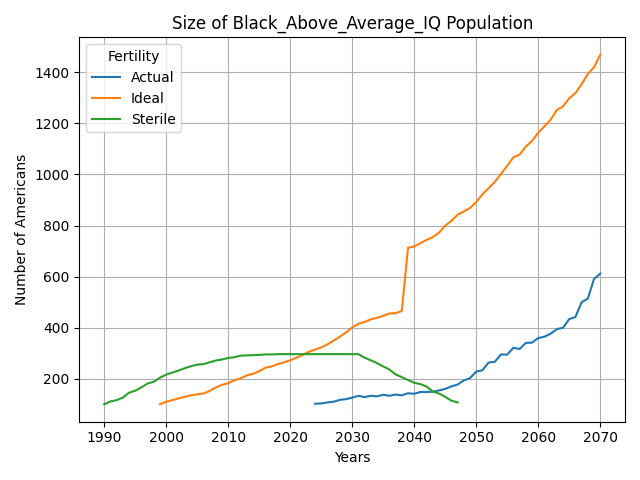 Size of Black_Above_Average_IQ Population
Fertility
Actual
Ideal
Sterile
Number of Americans
1400
1200
1000
800
600
400
200
1990 2000 2010 2020 2030 2040 2050 2060 2070
Years